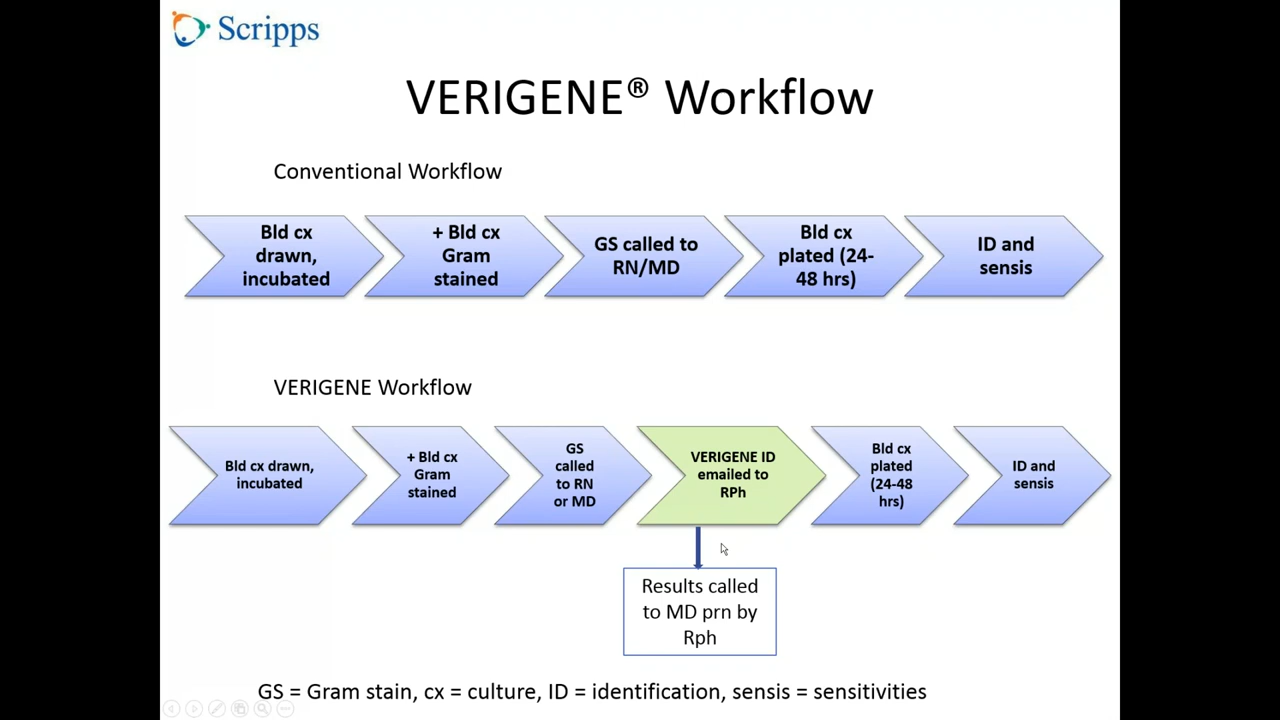 Scripps
VERIGENE® Workflow
Conventional Workflow
Bld cx
drawn,
incubated
+ Bld cx
Gram
stained
GS called to
RN/MD
Bld cx
plated (24-
48 hrs)
ID and
sensis
VERIGENE Workflow
Bld cx drawn,
incubated
+ Bld cx
Gram
stained
GS
called
to RN
or MD
VERIGENE ID
emailed to
RPh
Bld cx
plated
(24-48
hrs)
ID and
sensis
Results called
to MD prn by
Rph
GS = Gram stain, cx = culture, ID = identification, sensis = sensitivities